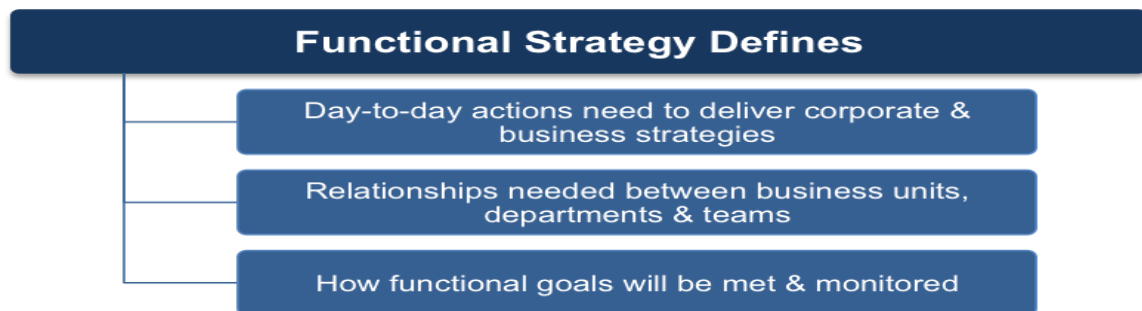 Functional Strategy Defines
Day-to-day actions need to deliver corporate &
business strategies
Relationships needed between business units,
departments & teams
How functional goals will be met & monitored